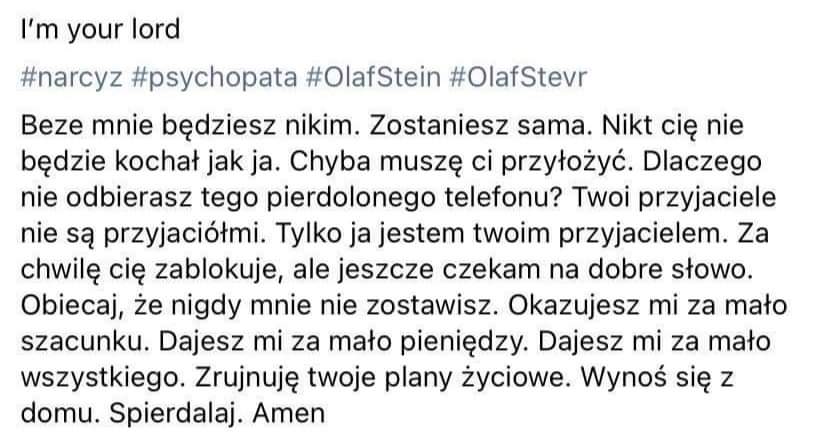 I’m your lord
#narcyz #psychopata #OlafStein #OlafStevr
Beze mnie będziesz nikim. Zostaniesz sama. Nikt cię nie
będzie kochał jak ja. Chyba muszę ci przyłożyć. Dlaczego
nie odbierasz tego pierdolonego telefonu? Twoi przyjaciele
nie są przyjaciółmi. Tylko ja jestem twoim przyjacielem. Za
chwilę cię zablokuje, ale jeszcze czekam na dobre słowo.
Obiecaj, że nigdy mnie nie zostawisz. Okazujesz mi za mało
szacunku. Dajesz mi za mało pieniędzy. Dajesz mi za mało
wszystkiego. Zrujnuję twoje plany życiowe. Wynoś się z
domu. Spierdalaj. Amen